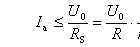 I_a ≤ U_0/R_S = U_0/R ·